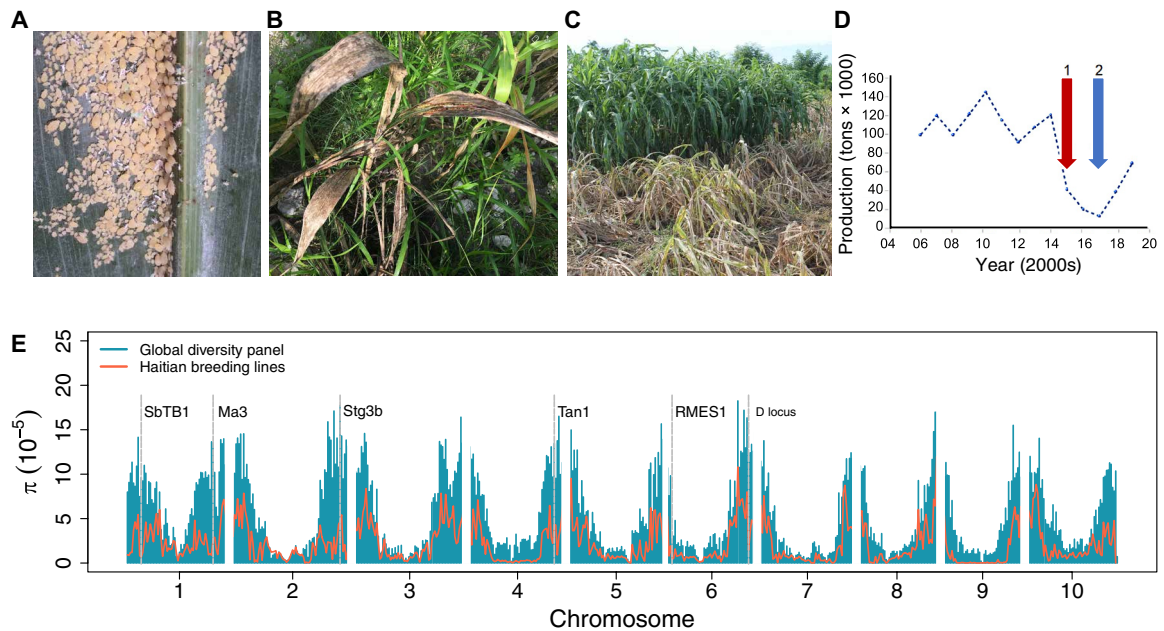 A
B
C
D
Production (tons × 1000)
160
140
120
100
80
60
40
20
0
1
2
04
06
08
10
12
14
16
18
20
Year (2000s)
E
π (10⁻⁵)
25
20
15
10
5
0
Global diversity panel
Haitian breeding lines
SbTB1
Ma3
Stg3b
Tan1
RMES1
D locus
1
2
3
4
5
6
7
8
9
10
Chromosome